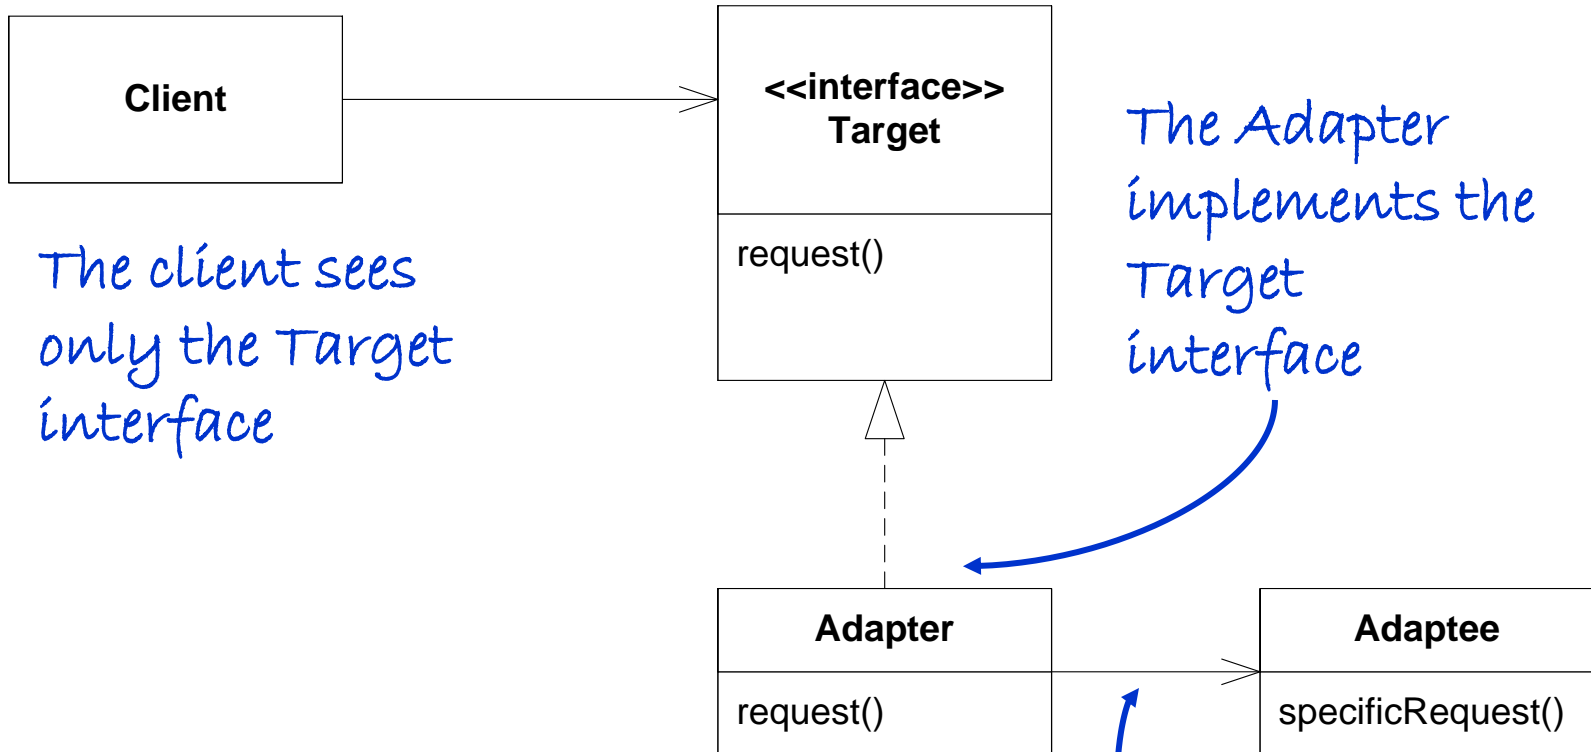 Client
<<interface>>
Target
request()
The client sees
only the Target
interface
The Adapter
implements the
Target
interface
Adapter
request()
Adaptee
specificRequest()